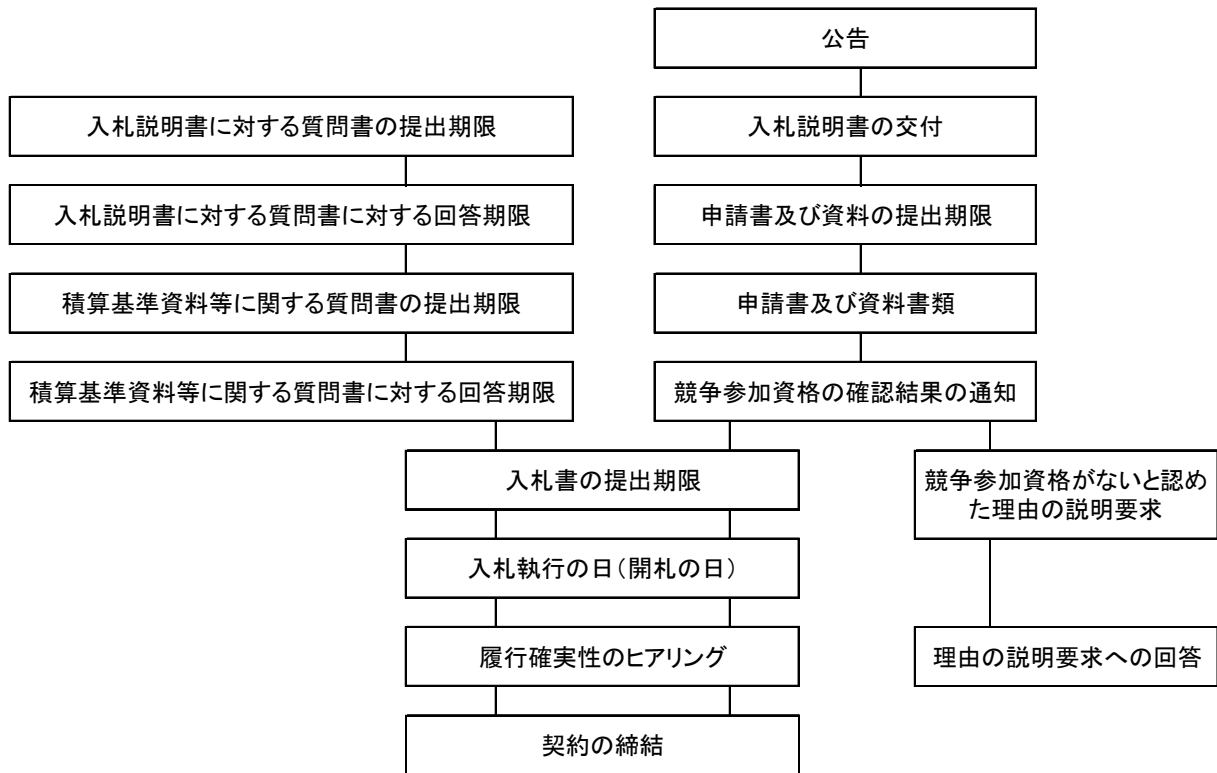 公告
入札説明書に対する質問書の提出期限
入札説明書の交付
入札説明書に対する質問書に対する回答期限
申請書及び資料の提出期限
積算基準資料等に関する質問書の提出期限
申請書及び資料書類
積算基準資料等に関する質問書に対する回答期限
競争参加資格の確認結果の通知
入札書の提出期限
競争参加資格がないと認め
た理由の説明要求
入札執行の日（開札の日）
履行確実性のヒアリング
理由の説明要求への回答
契約の締結